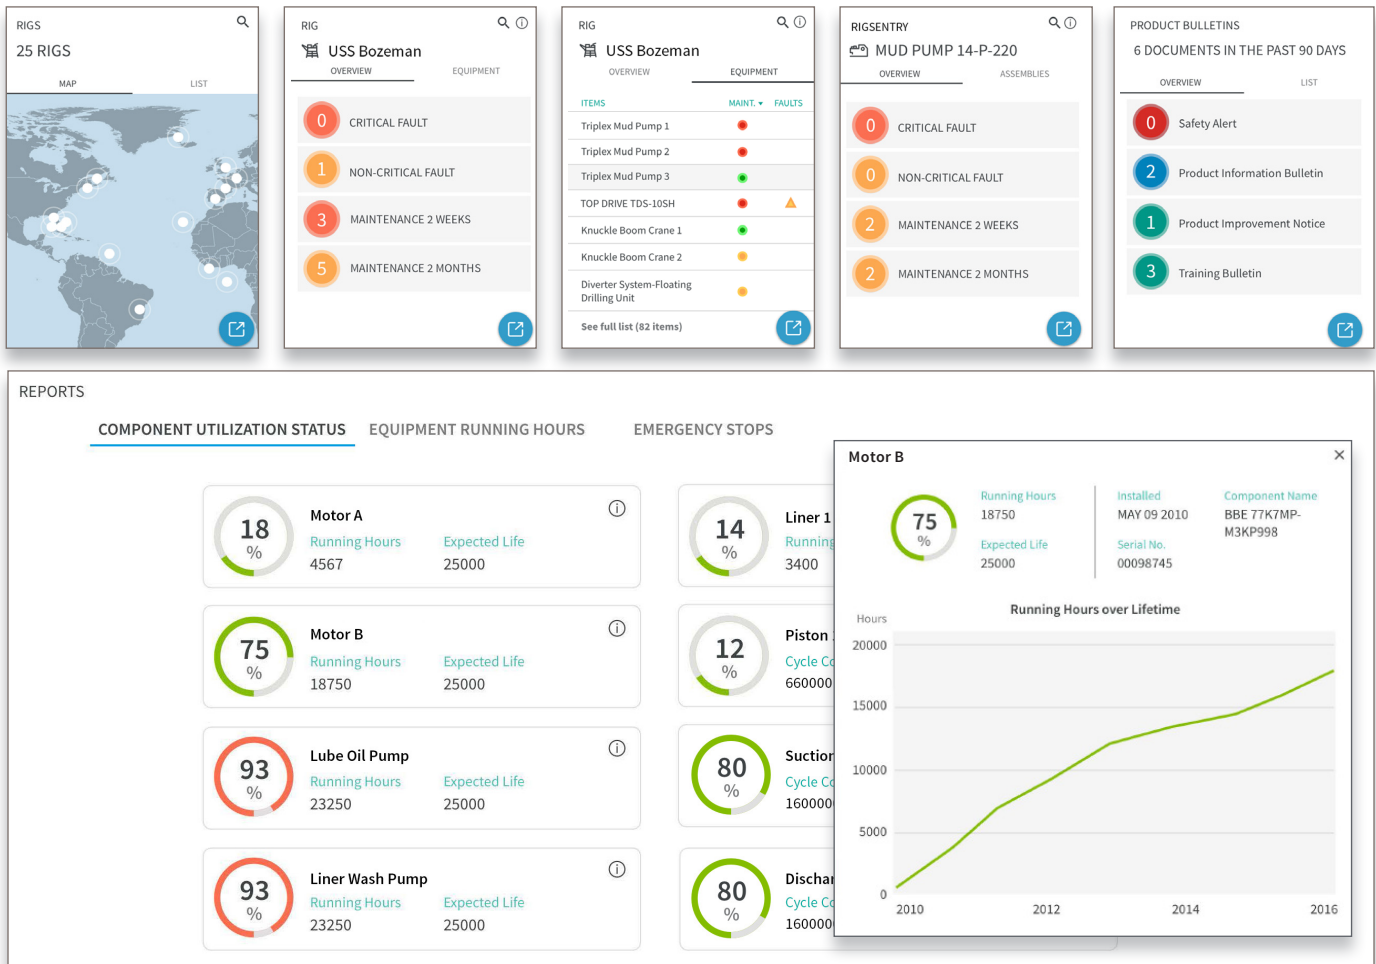 RIGS
25 RIGS
MAP LIST
RIG
USS Bozeman
OVERVIEW EQUIPMENT
0 CRITICAL FAULT
1 NON-CRITICAL FAULT
3 MAINTENANCE 2 WEEKS
5 MAINTENANCE 2 MONTHS
RIG
USS Bozeman
OVERVIEW EQUIPMENT
ITEMS MAINT. FAULTS
Triplex Mud Pump 1
Triplex Mud Pump 2
Triplex Mud Pump 3
TOP DRIVE TDS-10SH
Knuckle Boom Crane 1
Knuckle Boom Crane 2
Diverter System-Floating
Drilling Unit
See full list (82 items)
RIGSENTRY
MUD PUMP 14-P-220
OVERVIEW ASSEMBLIES
0 CRITICAL FAULT
0 NON-CRITICAL FAULT
2 MAINTENANCE 2 WEEKS
2 MAINTENANCE 2 MONTHS
PRODUCT BULLETINS
6 DOCUMENTS IN THE PAST 90 DAYS
OVERVIEW LIST
0 Safety Alert
2 Product Information Bulletin
1 Product Improvement Notice
3 Training Bulletin
REPORTS
COMPONENT UTILIZATION STATUS EQUIPMENT RUNNING HOURS EMERGENCY STOPS
18 %
Motor A
Running Hours Expected Life
4567 25000
75 %
Motor B
Running Hours Expected Life
18750 25000
93 %
Lube Oil Pump
Running Hours Expected Life
23250 25000
93 %
Liner Wash Pump
Running Hours Expected Life
23250 25000
14 %
Liner 1
Running
3400
12 %
Piston
Cycle
660000
80 %
Suction
Cycle
80 %
Cycle
Motor B
75 %
Running Hours
18750
Expected Life
25000
Installed
MAY 09 2010
Serial No.
00098745
Component Name
BBE 77K7MP-
M3KP998
Running Hours over Lifetime
Hours
20000
15000
10000
5000
0
2010 2012 2014 2016